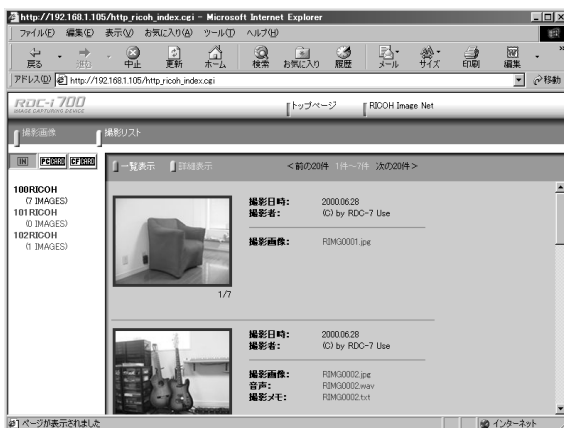 http://192.168.1.105/http_ricoh_index.cgi - Microsoft Internet Explorer
ファイル(F) 編集(E) 表示(V) お気に入り(A) ツール(T) ヘルプ(H)
戻る 進む 中止 更新 ホーム 検索 お気に入り 履歴 メール サイズ 印刷 編集 »
アドレス(D) http://192.168.1.105/http_ricoh_index.cgi 移動
RDC-i700 トップページ RICOH Image Net
IMAGE CAPTURING DEVICE
撮影画像 撮影リスト
IN PC CARD CF CARD 一覧表示 詳細表示 <前の20件 1件~7件 次の20件>
100RICOH
(7 IMAGES)
101RICOH
(0 IMAGES)
102RICOH
(1 IMAGES)
撮影日時: 2000.06.28
撮影者: (C) by RDC-7 Use
撮影画像: RIMG0001.jpg
1/7
撮影日時: 2000.06.28
撮影者: (C) by RDC-7 Use
撮影画像: RIMG0002.jpg
音声: RIMG0002.wav
撮影メモ: RIMG0002.txt
ページが表示されました インターネット